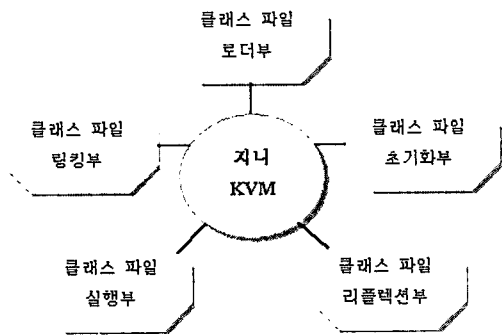 클래스 파일
로더부
클래스 파일
링킹부
지니
KVM
클래스 파일
초기화부
클래스 파일
실행부
클래스 파일
리플렉션부